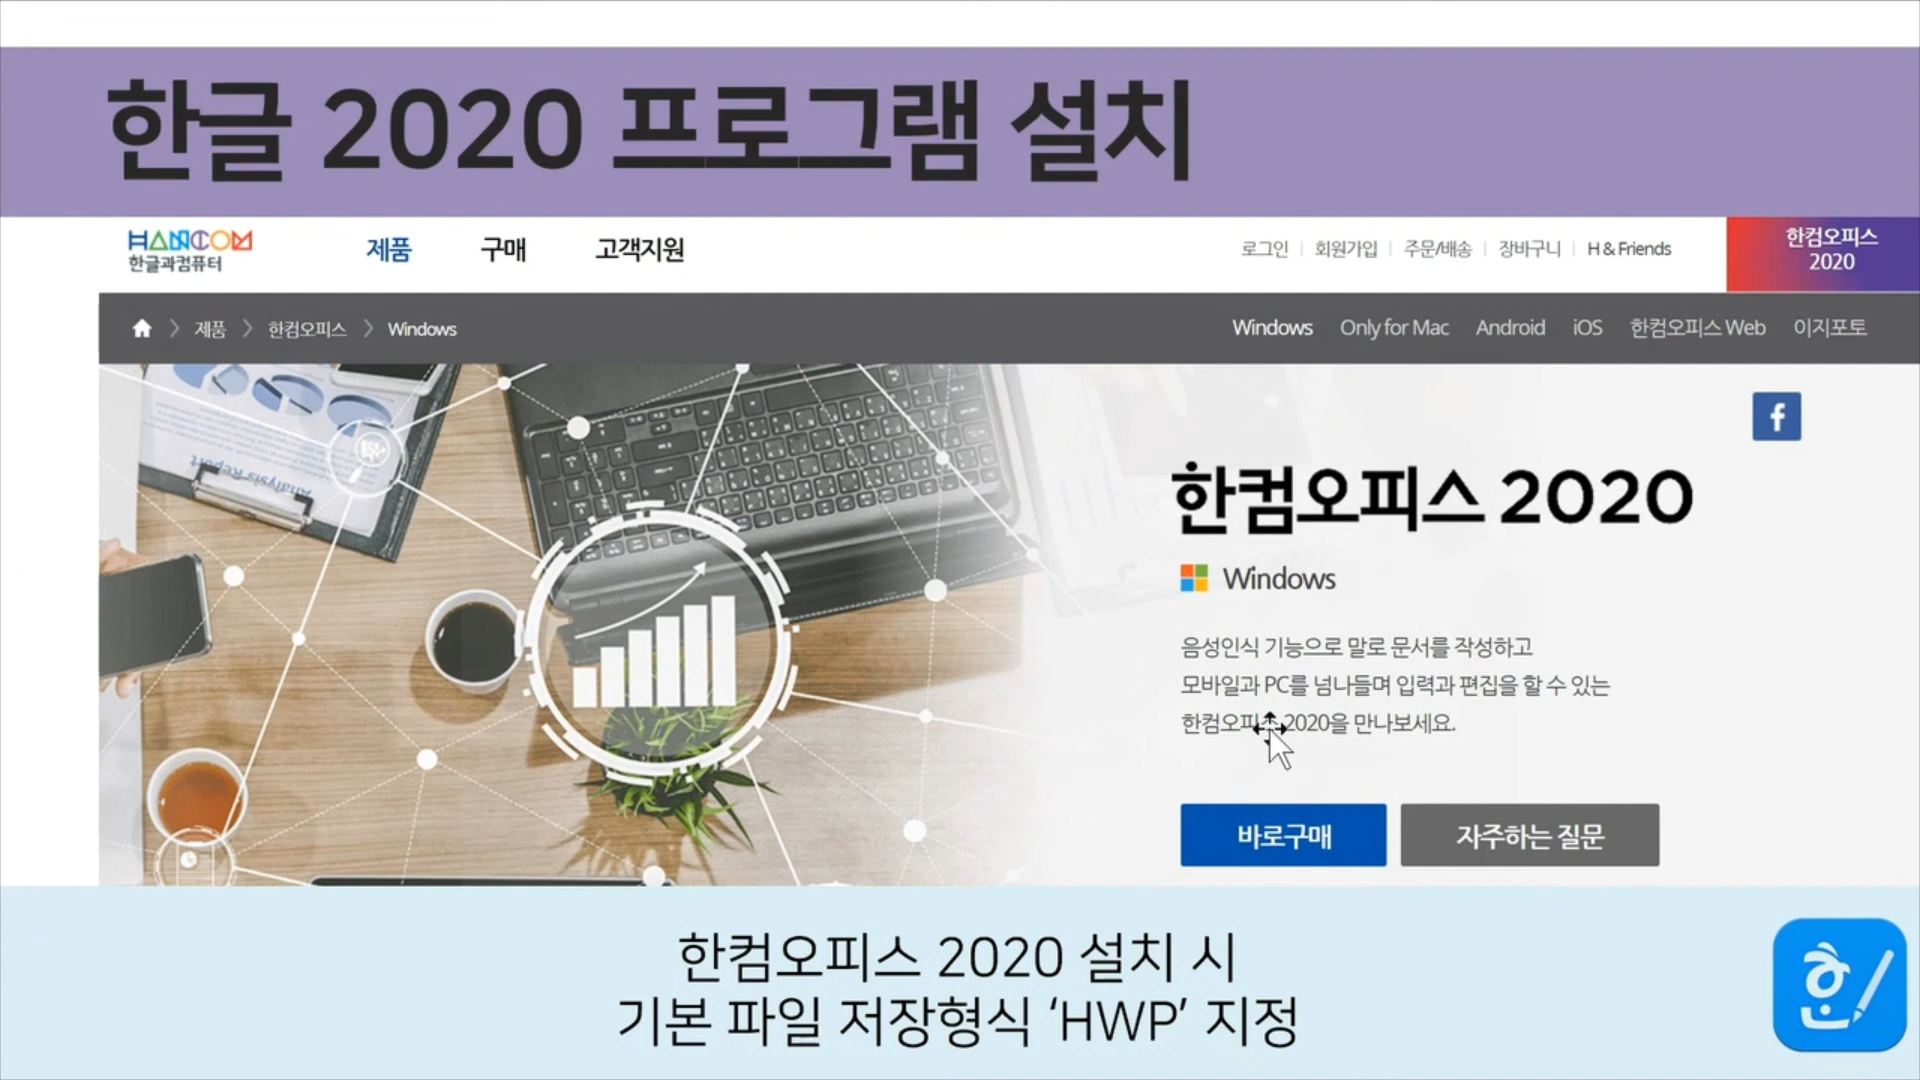 한글 2020 프로그램 설치
HANCOM
한글과컴퓨터
제품 구매 고객지원
로그인 회원가입 주문/배송 장바구니 H & Friends
한컴오피스
2020
제품 한컴오피스 Windows
Windows Only for Mac Android iOS 한컴오피스 Web 이지포토
Analysis Report
f
한컴오피스 2020
Windows
음성인식 기능으로 말로 문서를 작성하고
모바일과 PC를 넘나들며 입력과 편집을 할 수 있는
2020을 만나보세요.
바로구매 자주하는 질문
한컴오피스 2020 설치 시
기본 파일 저장형식 ‘HWP’ 지정
한